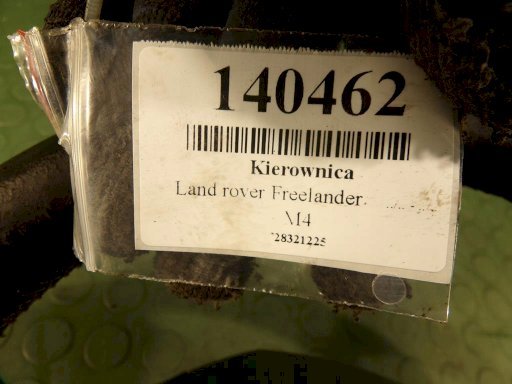 140462
Kierownica
Land rover Freelander
M4
28321225